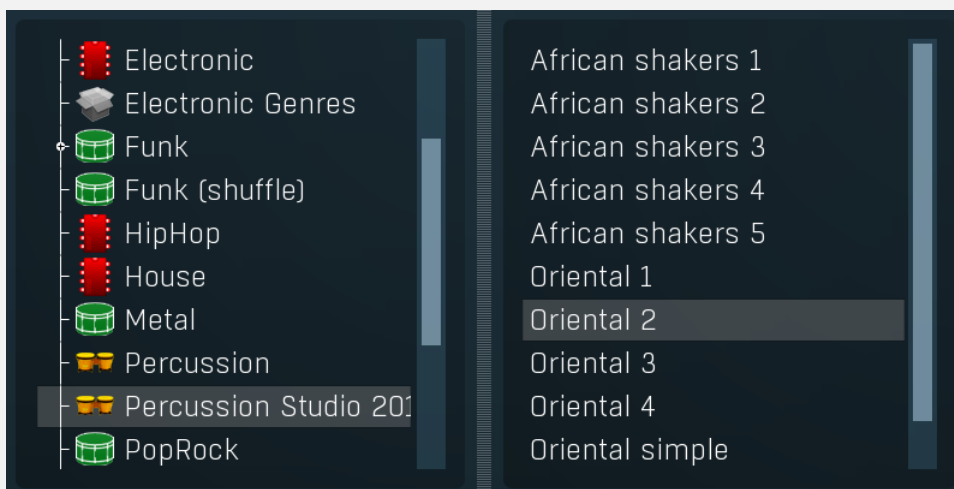 Electronic
Electronic Genres
Funk
Funk (shuffle)
HipHop
House
Metal
Percussion
Percussion Studio 201
PopRock
African shakers 1
African shakers 2
African shakers 3
African shakers 4
African shakers 5
Oriental 1
Oriental 2
Oriental 3
Oriental 4
Oriental simple